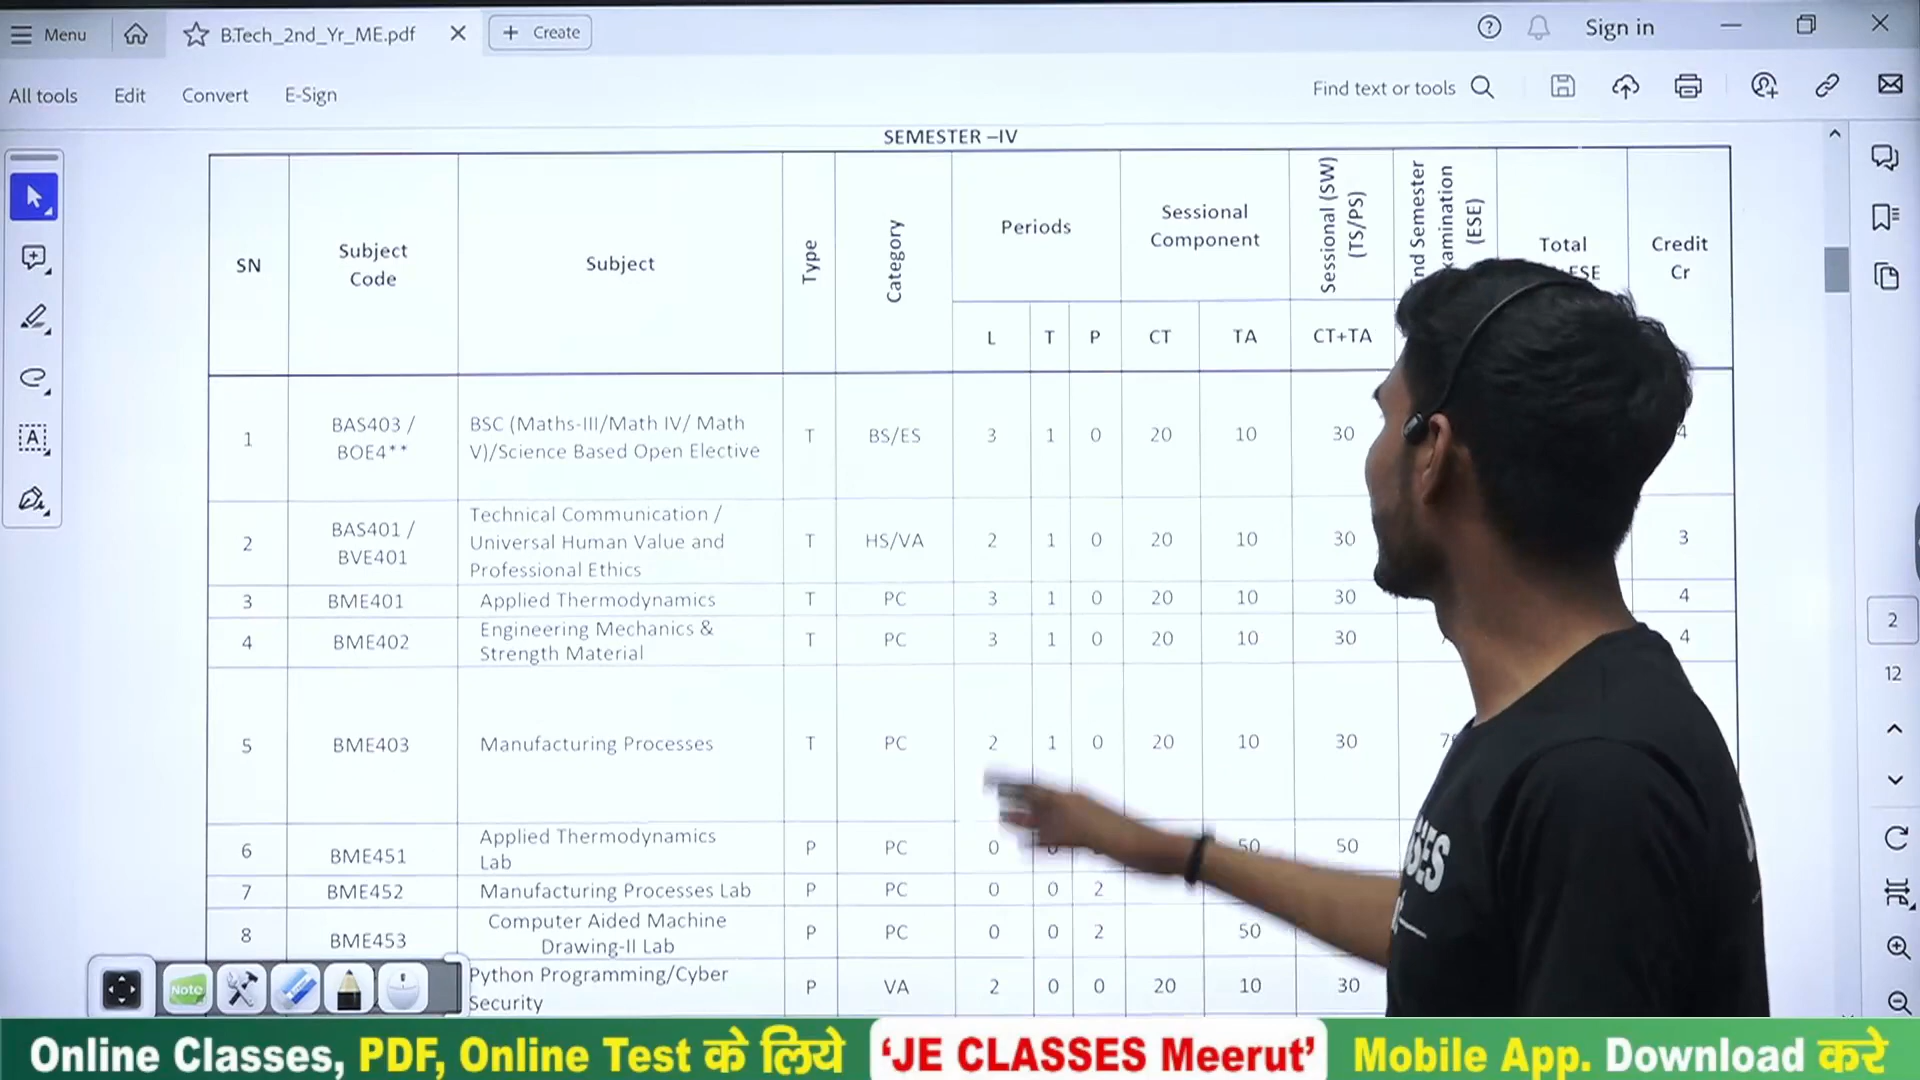 Menu B.Tech_2nd_Yr_ME.pdf + Create Sign in
All tools Edit Convert E-Sign Find text or tools
SEMESTER –IV
SN Subject Code Subject Type Category Periods Sessional Component Sessional (SW) (TS/PS) Semester (ESE) Total Credit Cr
L T P CT TA CT+TA
1 BAS403 / BOE4** BSC (Maths-III/Math IV/ Math V)/Science Based Open Elective T BS/ES 3 1 0 20 10 30 4
2 BAS401 / BVE401 Technical Communication / Universal Human Value and Professional Ethics T HS/VA 2 1 0 20 10 30 3
3 BME401 Applied Thermodynamics T PC 3 1 0 20 10 30 4
4 BME402 Engineering Mechanics & Strength Material T PC 3 1 0 20 10 30 4
5 BME403 Manufacturing Processes T PC 2 1 0 20 10 30
6 BME451 Applied Thermodynamics Lab P PC 0 0 50 50
7 BME452 Manufacturing Processes Lab P PC 0 0 2
8 BME453 Computer Aided Machine Drawing-II Lab P PC 0 0 2 50
Python Programming/Cyber Security P VA 2 0 0 20 10 30
2
12
Note
Online Classes, PDF, Online Test के लिये 'JE CLASSES Meerut' Mobile App. Download करे